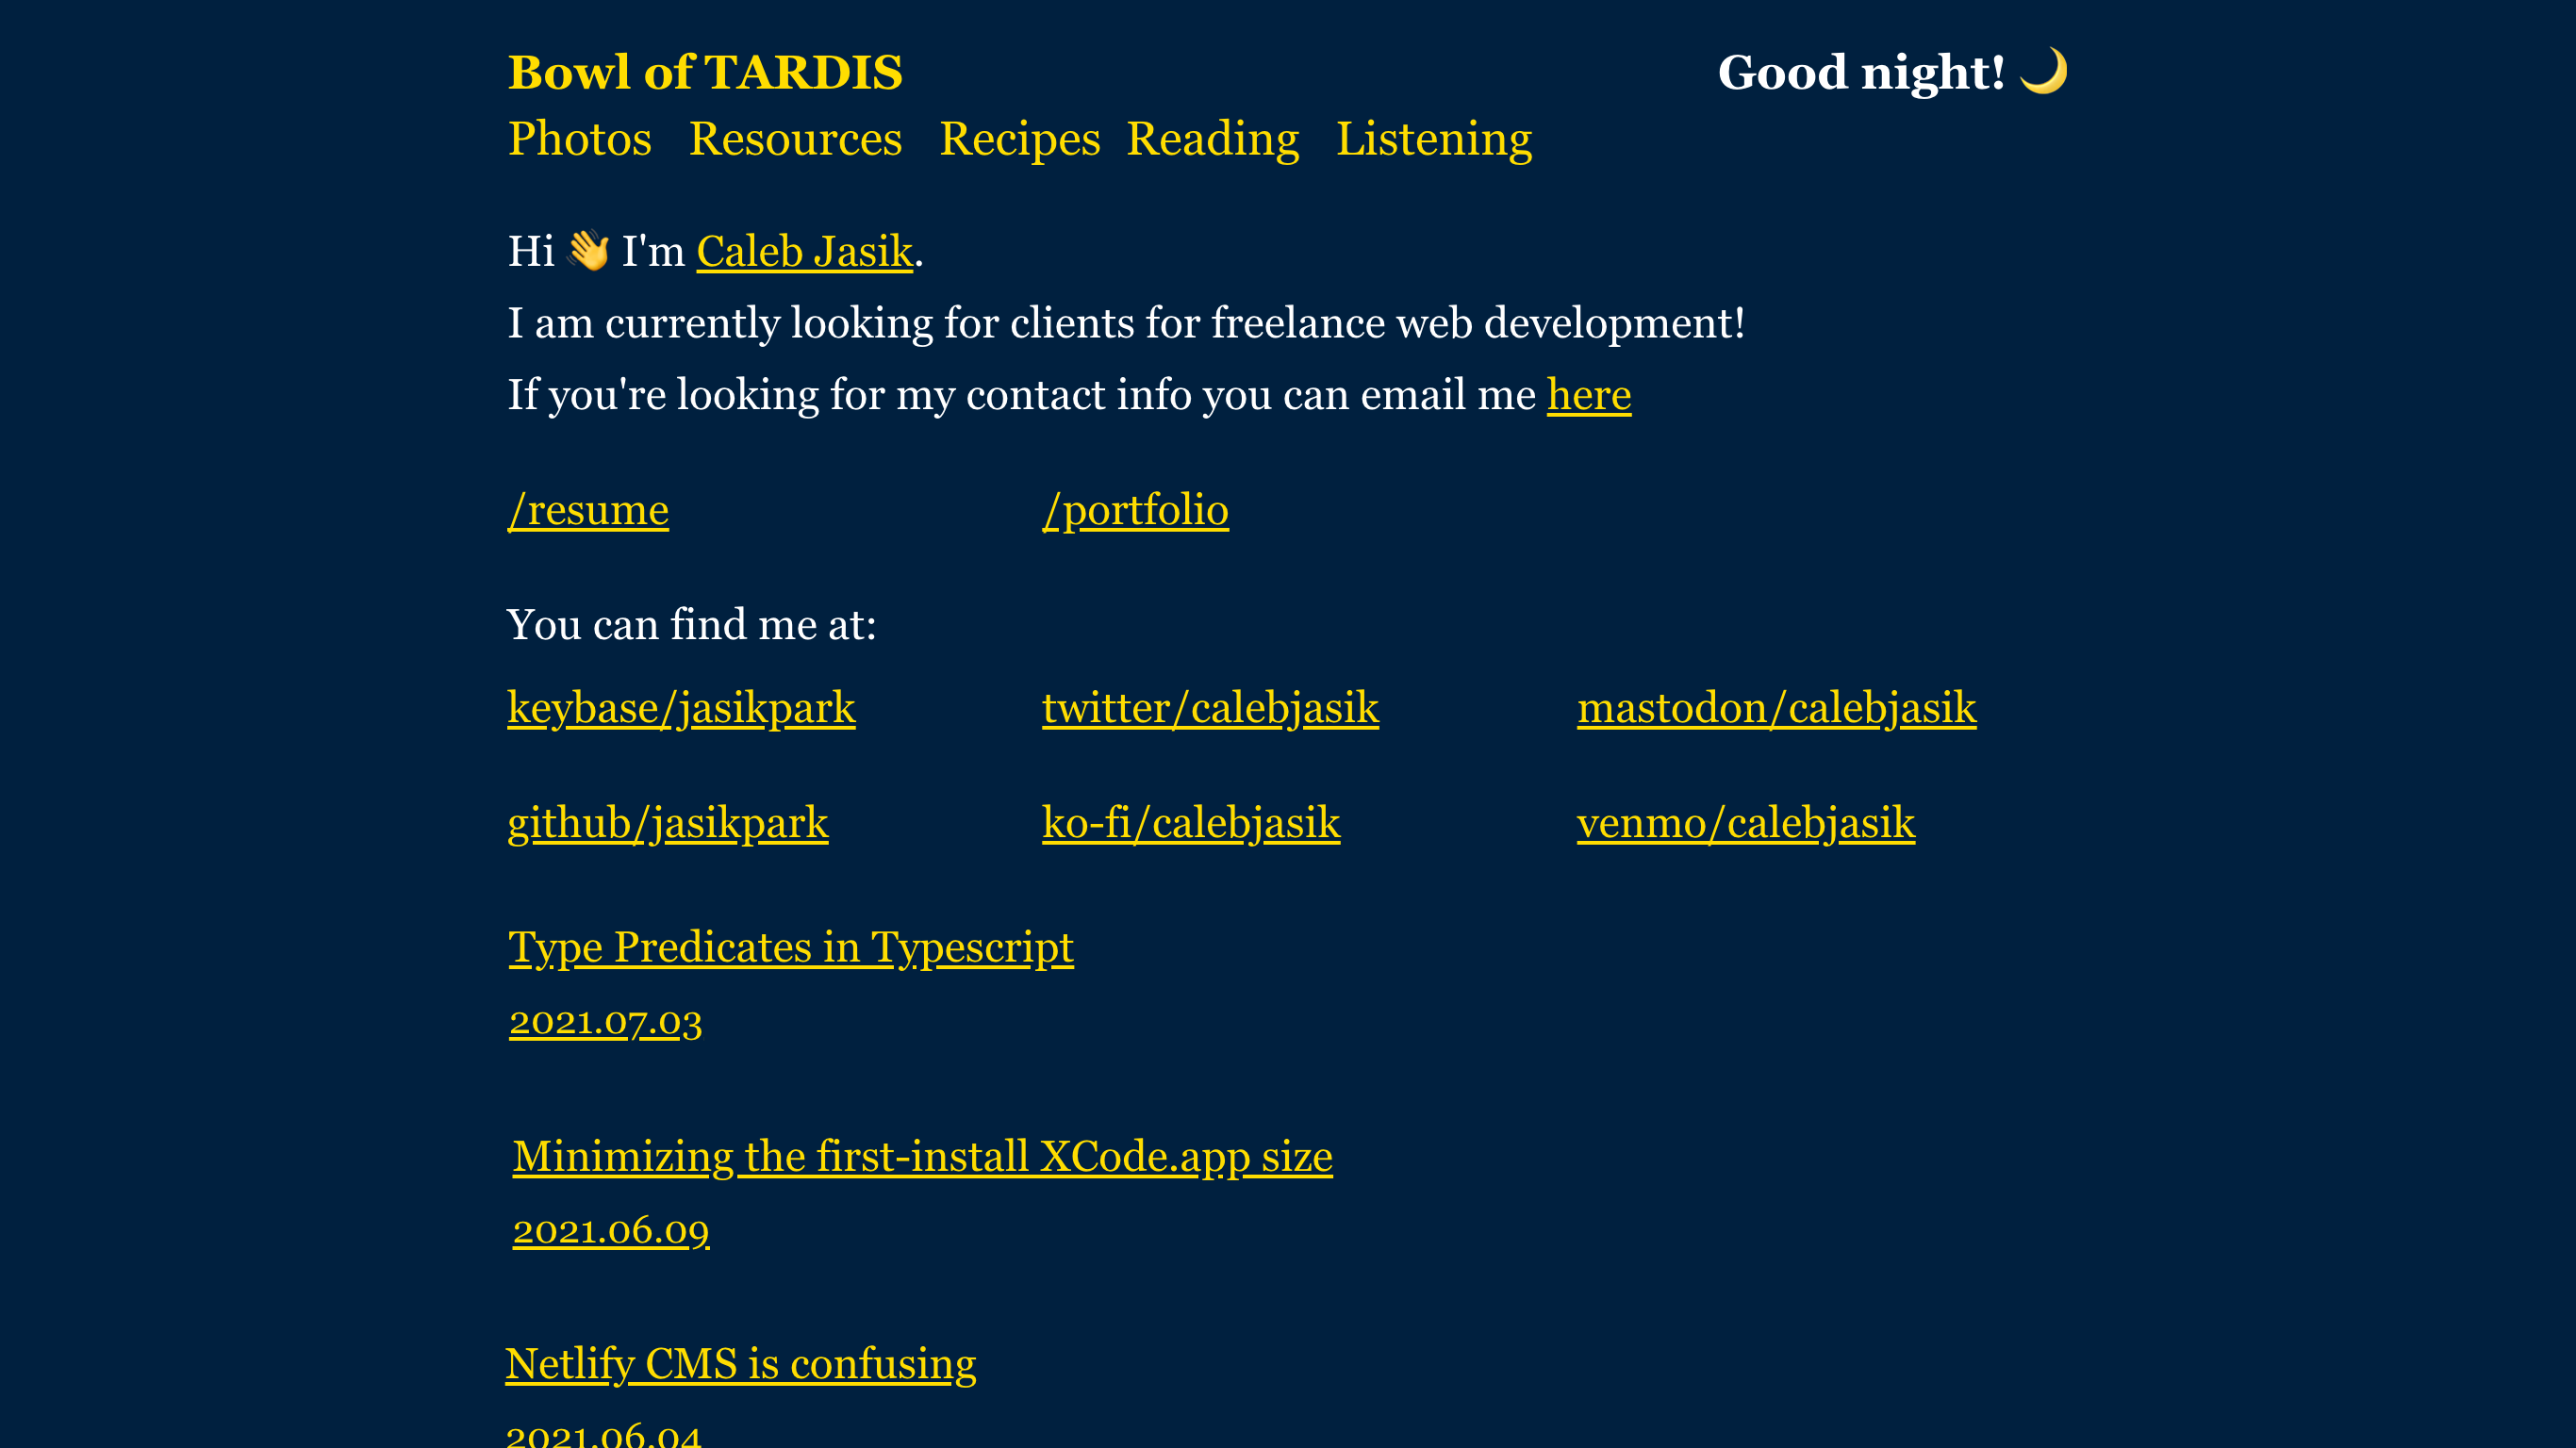 Bowl of TARDIS Good night! 🌙
Photos Resources Recipes Reading Listening
Hi 👋 I'm Caleb Jasik.
I am currently looking for clients for freelance web development!
If you're looking for my contact info you can email me here
/resume /portfolio
You can find me at:
keybase/jasikpark twitter/calebjasik mastodon/calebjasik
github/jasikpark ko-fi/calebjasik venmo/calebjasik
Type Predicates in Typescript
2021.07.03
Minimizing the first-install XCode.app size
2021.06.09
Netlify CMS is confusing
2021.06.04